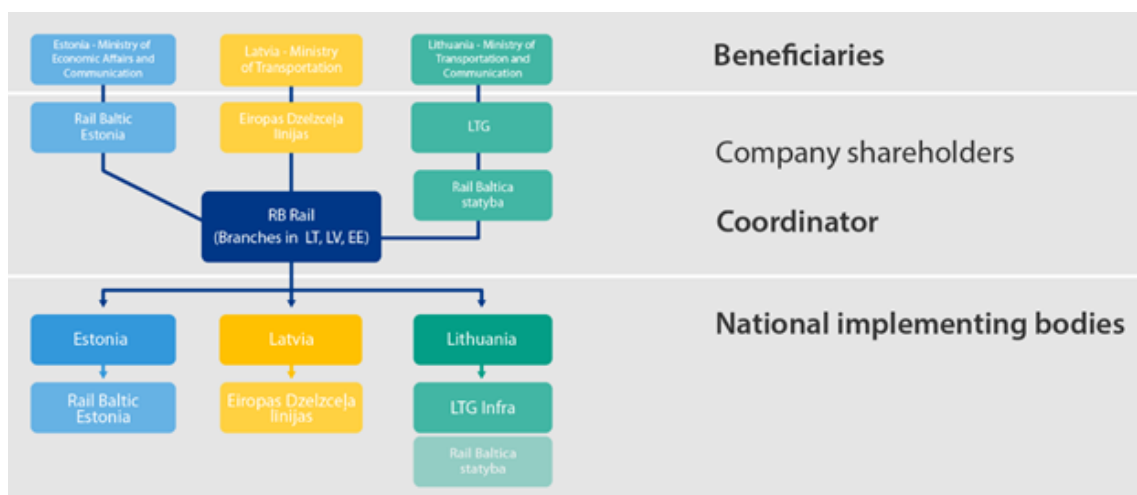 Estonia - Ministry of
Economic Affairs and
Communication
Latvia - Ministry
of Transportation
Lithuania - Ministry of
Transportation and
Communication
Beneficiaries
Rail Baltic
Estonia
Eiropas Dzelzceļa
līnijas
LTG
Company shareholders
Rail Baltica
statyba
RB Rail
(Branches in LT, LV, EE)
Coordinator
National implementing bodies
Estonia
Latvia
Lithuania
Rail Baltic
Estonia
Eiropas Dzelzceļa
līnijas
LTG Infra
Rail Baltica
statyba